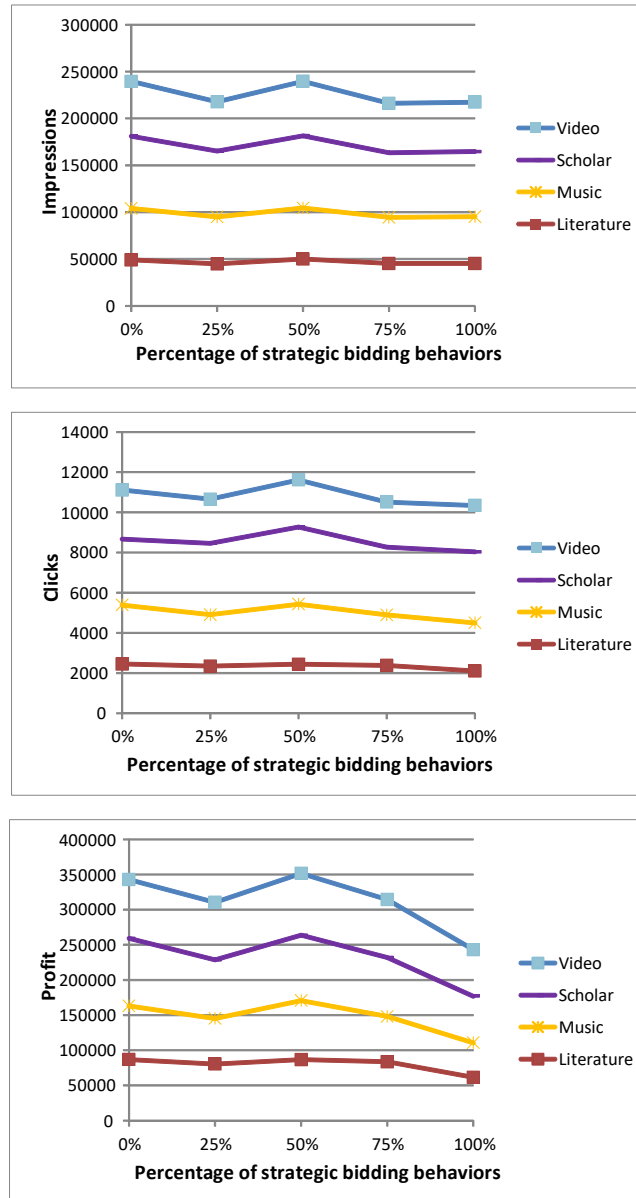 300000
250000
200000
150000
100000
50000
0
Impressions
0% 25% 50% 75% 100%
Percentage of strategic bidding behaviors
Video
Scholar
Music
Literature
14000
12000
10000
8000
6000
4000
2000
0
Clicks
0% 25% 50% 75% 100%
Percentage of strategic bidding behaviors
Video
Scholar
Music
Literature
400000
350000
300000
250000
200000
150000
100000
50000
0
Profit
0% 25% 50% 75% 100%
Percentage of strategic bidding behaviors
Video
Scholar
Music
Literature